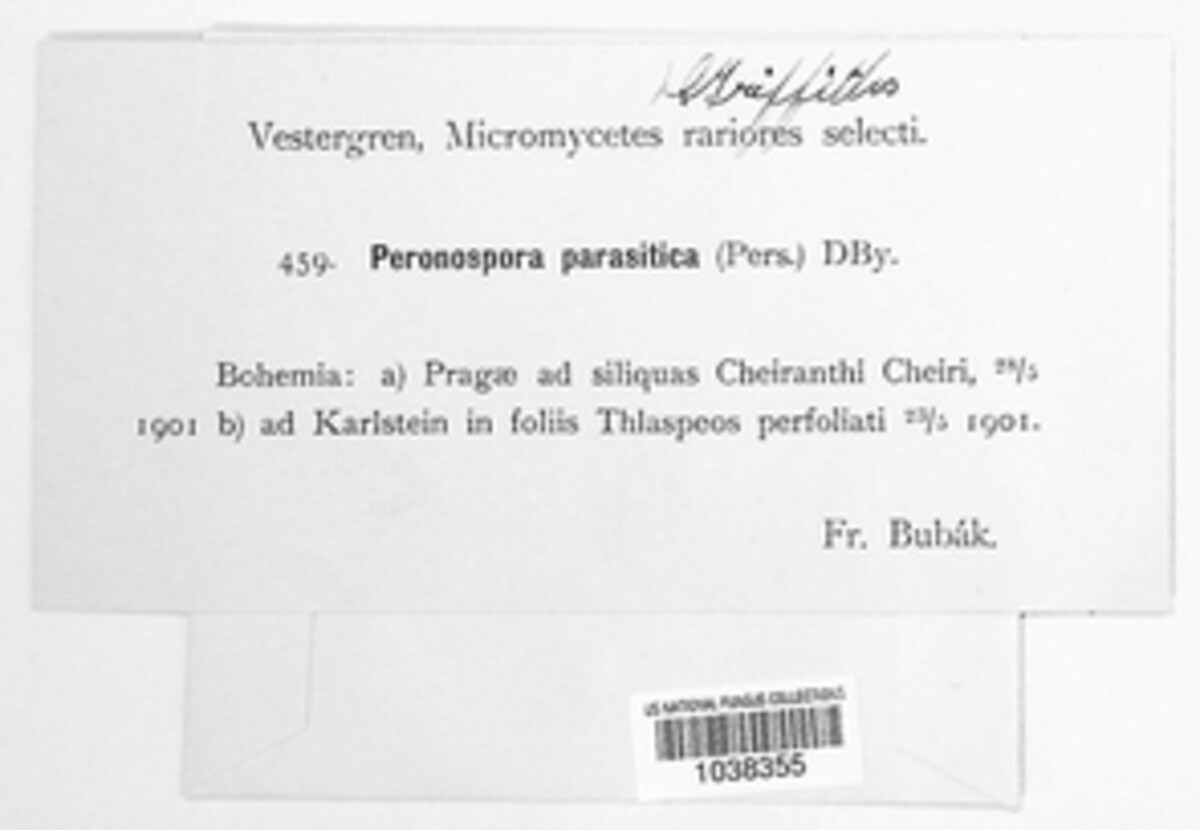 Griffiths
Vestergren, Micromycetes rariores selecti.
459. Peronospora parasitica (Pers.) DBy.
Bohemia: a) Pragæ ad siliquas Cheiranthi Cheiri, 28/5
1901 b) ad Karlstein in foliis Thlaspeos perfoliati 23/5 1901.
Fr. Bubák.
US NATIONAL FUNGUS COLLECTIONS
1038355